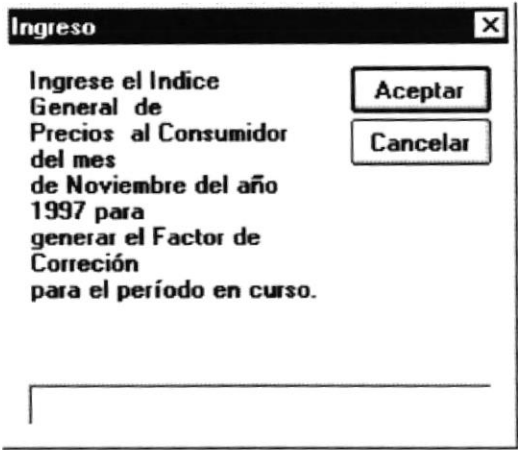 Ingreso
Ingrese el Indice
General de
Precios al Consumidor
del mes
de Noviembre del año
1997 para
generar el Factor de
Correción
para el período en curso.
Aceptar
Cancelar